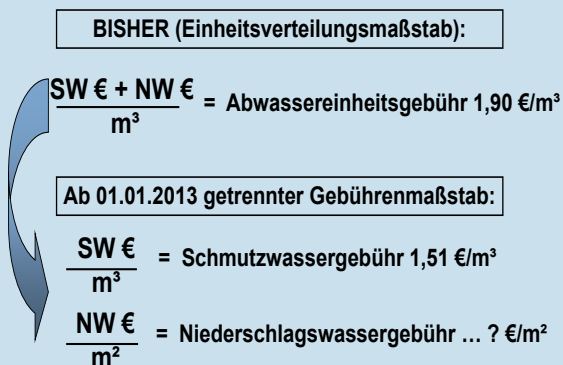 BISHER (Einheitsverteilungsmaßstab):
SW € + NW €
m³
= Abwassereinheitsgebühr 1,90 €/m³
Ab 01.01.2013 getrennter Gebührenmaßstab:
SW €
m³
= Schmutzwassergebühr 1,51 €/m³
NW €
m²
= Niederschlagswassergebühr … ? €/m²